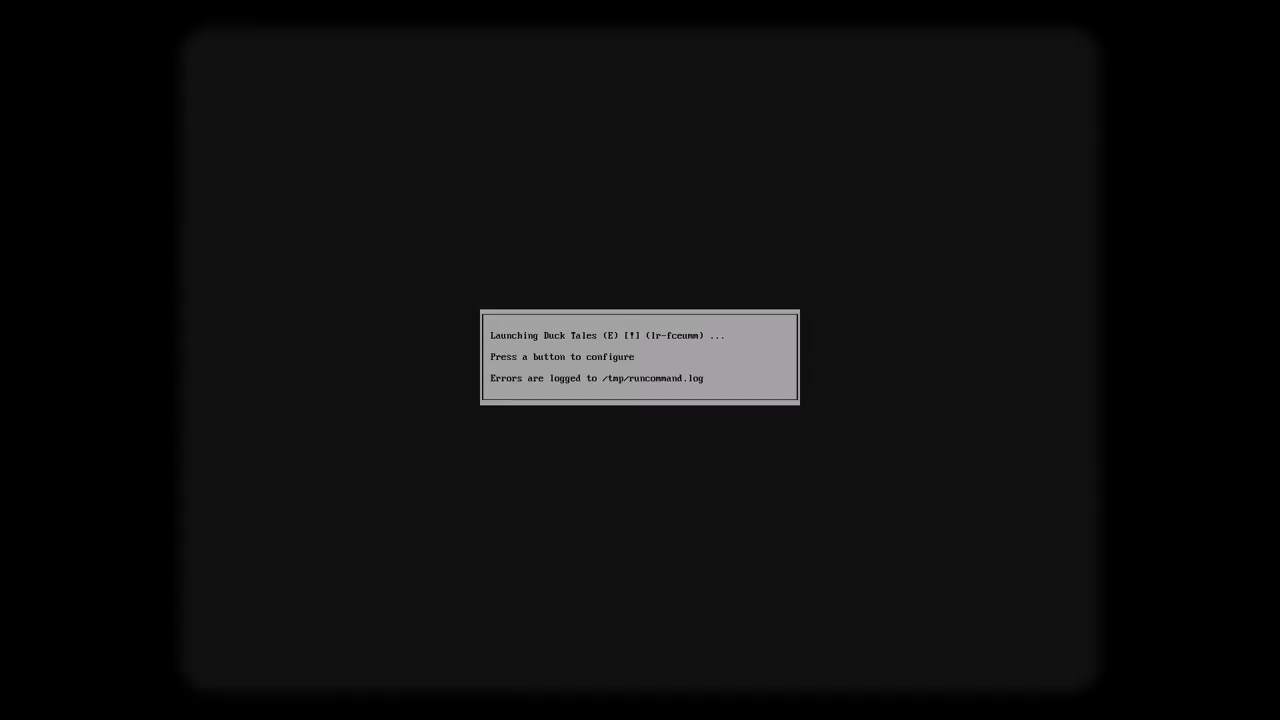 Launching Duck Tales (E) [!] (lr-fceumm) ...
Press a button to configure
Errors are logged to /tmp/runcommand.log